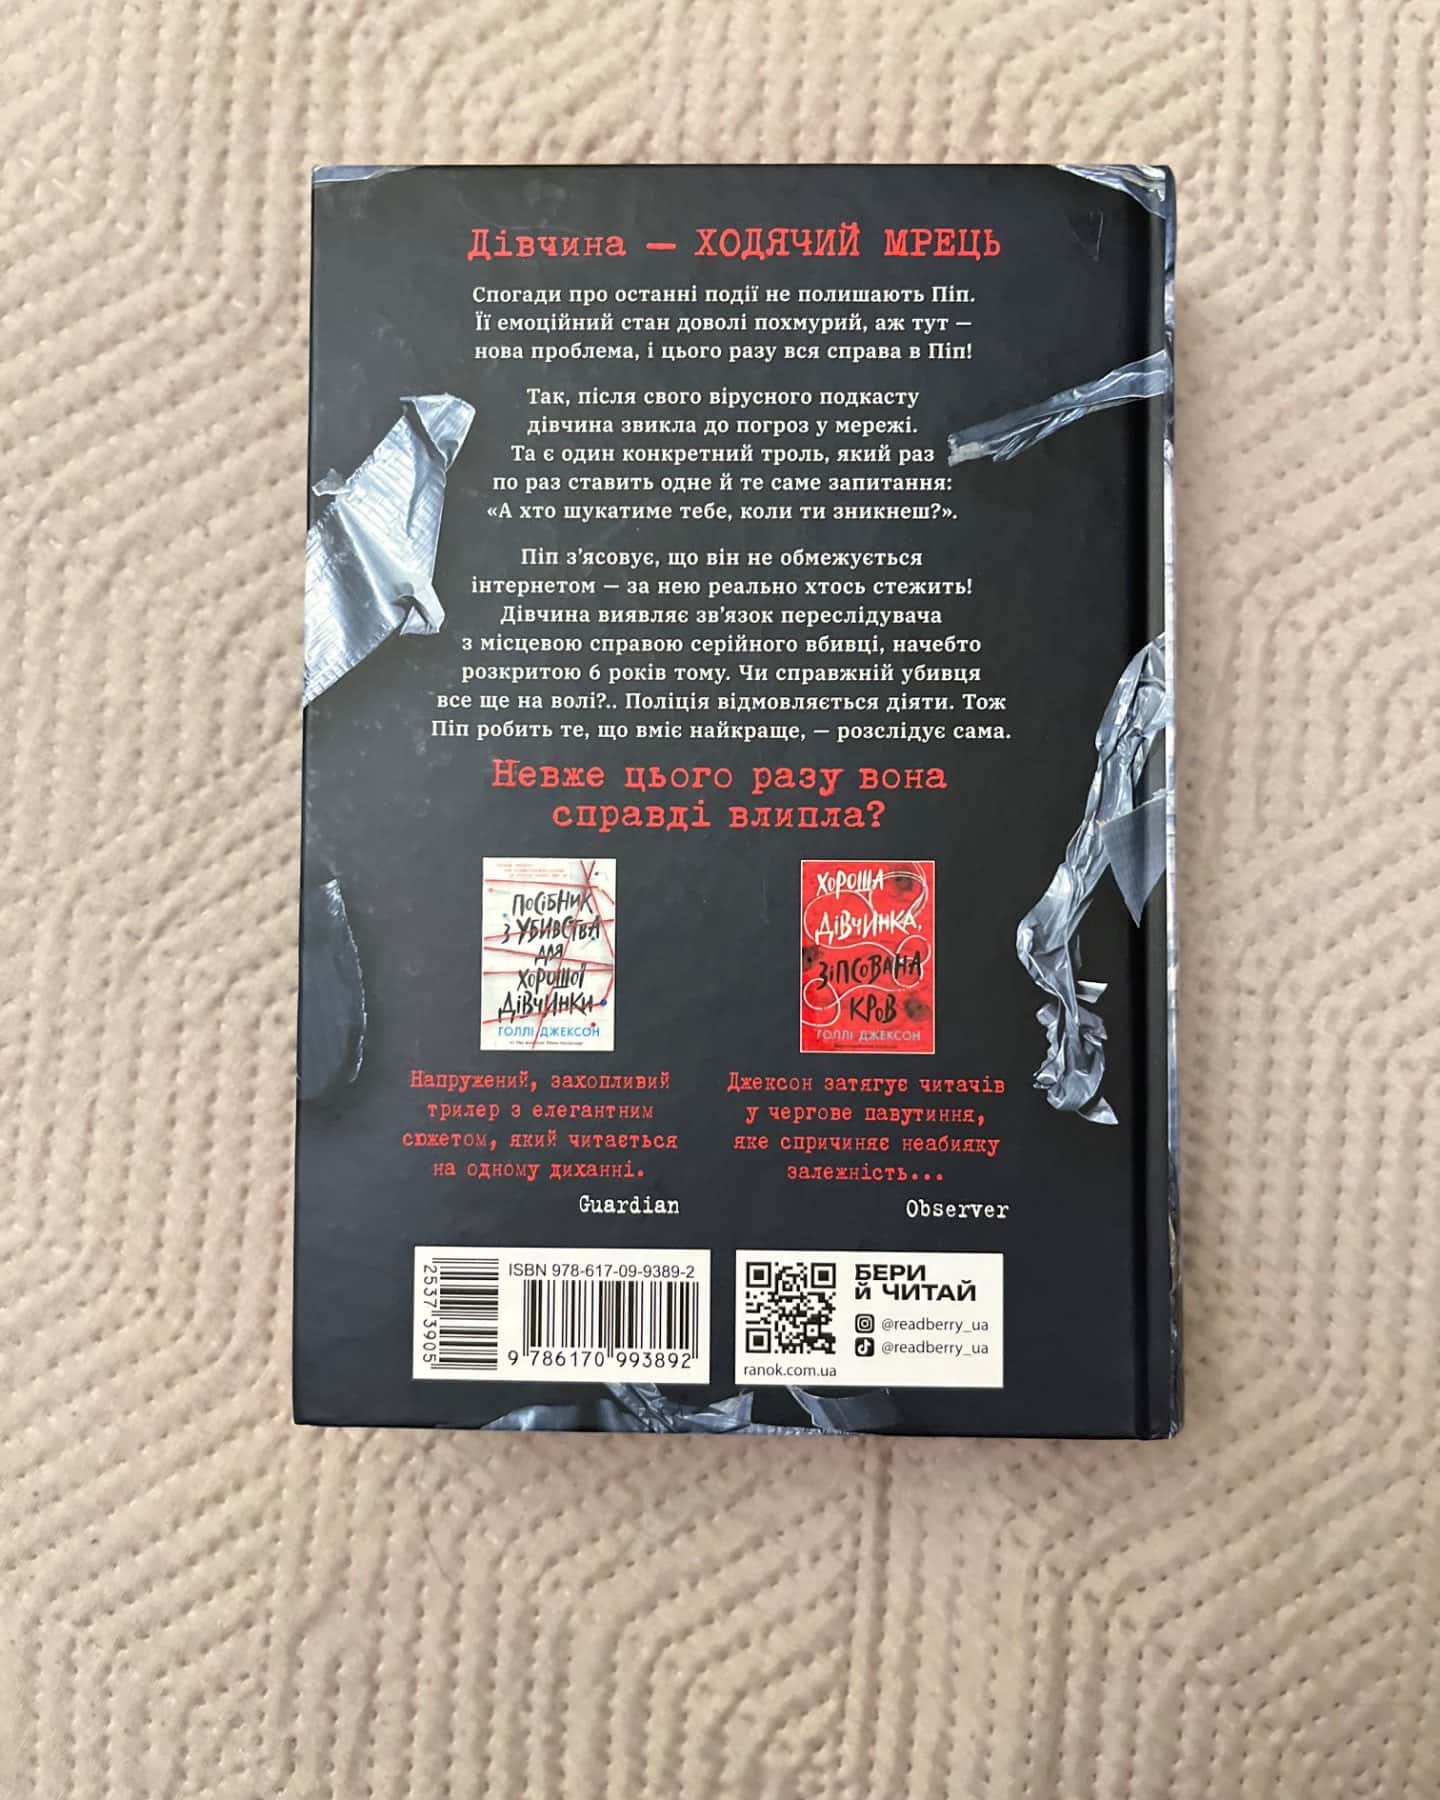 Дівчина — ХОДЯЧИЙ МРЕЦЬ
Спогади про останні події не полишають Піп.
Її емоційний стан доволі похмурий, аж тут —
нова проблема, і цього разу вся справа в Піп!
Так, після свого вірусного подкасту
дівчина звикла до погроз у мережі.
Та є один конкретний троль, який раз
по раз ставить одне й те саме запитання:
«А хто шукатиме тебе, коли ти зникнеш?».
Піп з’ясовує, що він не обмежується
інтернетом — за нею реально хтось стежить!
Дівчина виявляє зв’язок переслідувача
з місцевою справою серійного вбивці, начебто
розкритою 6 років тому. Чи справжній убивця
все ще на волі?.. Поліція відмовляється діяти. Тож
Піп робить те, що вміє найкраще, — розслідує сама.
Невже цього разу вона
справді влипла?
ПОСІБНИК
З УБИВСТВА
ДЛЯ
ХОРОШОЇ
ДІВЧИНКИ
ГОЛЛІ ДЖЕКСОН
Напружений, захопливий
трилер з елегантним
сюжетом, який читається
на одному диханні.
Guardian
ХОРОША
ДІВЧИНКА,
ЗІПСОВАНА
КРОВ
ГОЛЛІ ДЖЕКСОН
Джексон затягує читачів
у чергове павутиння,
яке спричиняє неабияку
залежність...
Observer
2537 3905
ISBN 978-617-09-9389-2
9 786170 993892
БЕРИ
Й ЧИТАЙ
@readberry_ua
@readberry_ua
ranok.com.ua